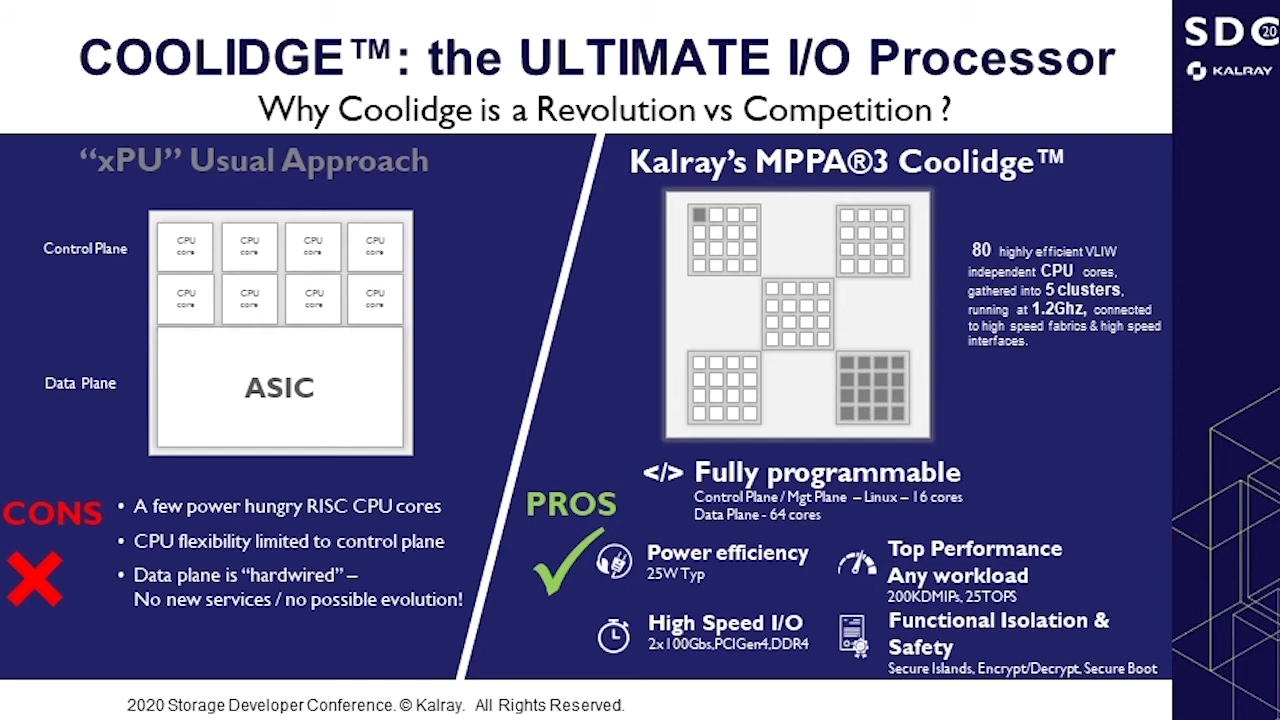 COOLIDGE™: the ULTIMATE I/O Processor
Why Coolidge is a Revolution vs Competition ?
SDC
20
KALRAY
"xPU" Usual Approach
Control Plane
CPU core
CPU core
CPU core
CPU core
CPU core
CPU core
CPU core
CPU core
Data Plane
ASIC
CONS
• A few power hungry RISC CPU cores
• CPU flexibility limited to control plane
• Data plane is "hardwired" –
No new services / no possible evolution!
Kalray's MPPA®3 Coolidge™
80 highly efficient VLIW
independent CPU cores,
gathered into 5 clusters,
running at 1.2Ghz, connected
to high speed fabrics & high speed
interfaces.
PROS
</> Fully programmable
Control Plane / Mgt Plane – Linux – 16 cores
Data Plane - 64 cores
Power efficiency
25W Typ
Top Performance
Any workload
200KDMIPs, 25TOPS
High Speed I/O
2x100Gbs,PCIGen4,DDR4
Functional Isolation &
Safety
Secure Islands, Encrypt/Decrypt, Secure Boot
2020 Storage Developer Conference. © Kalray. All Rights Reserved.